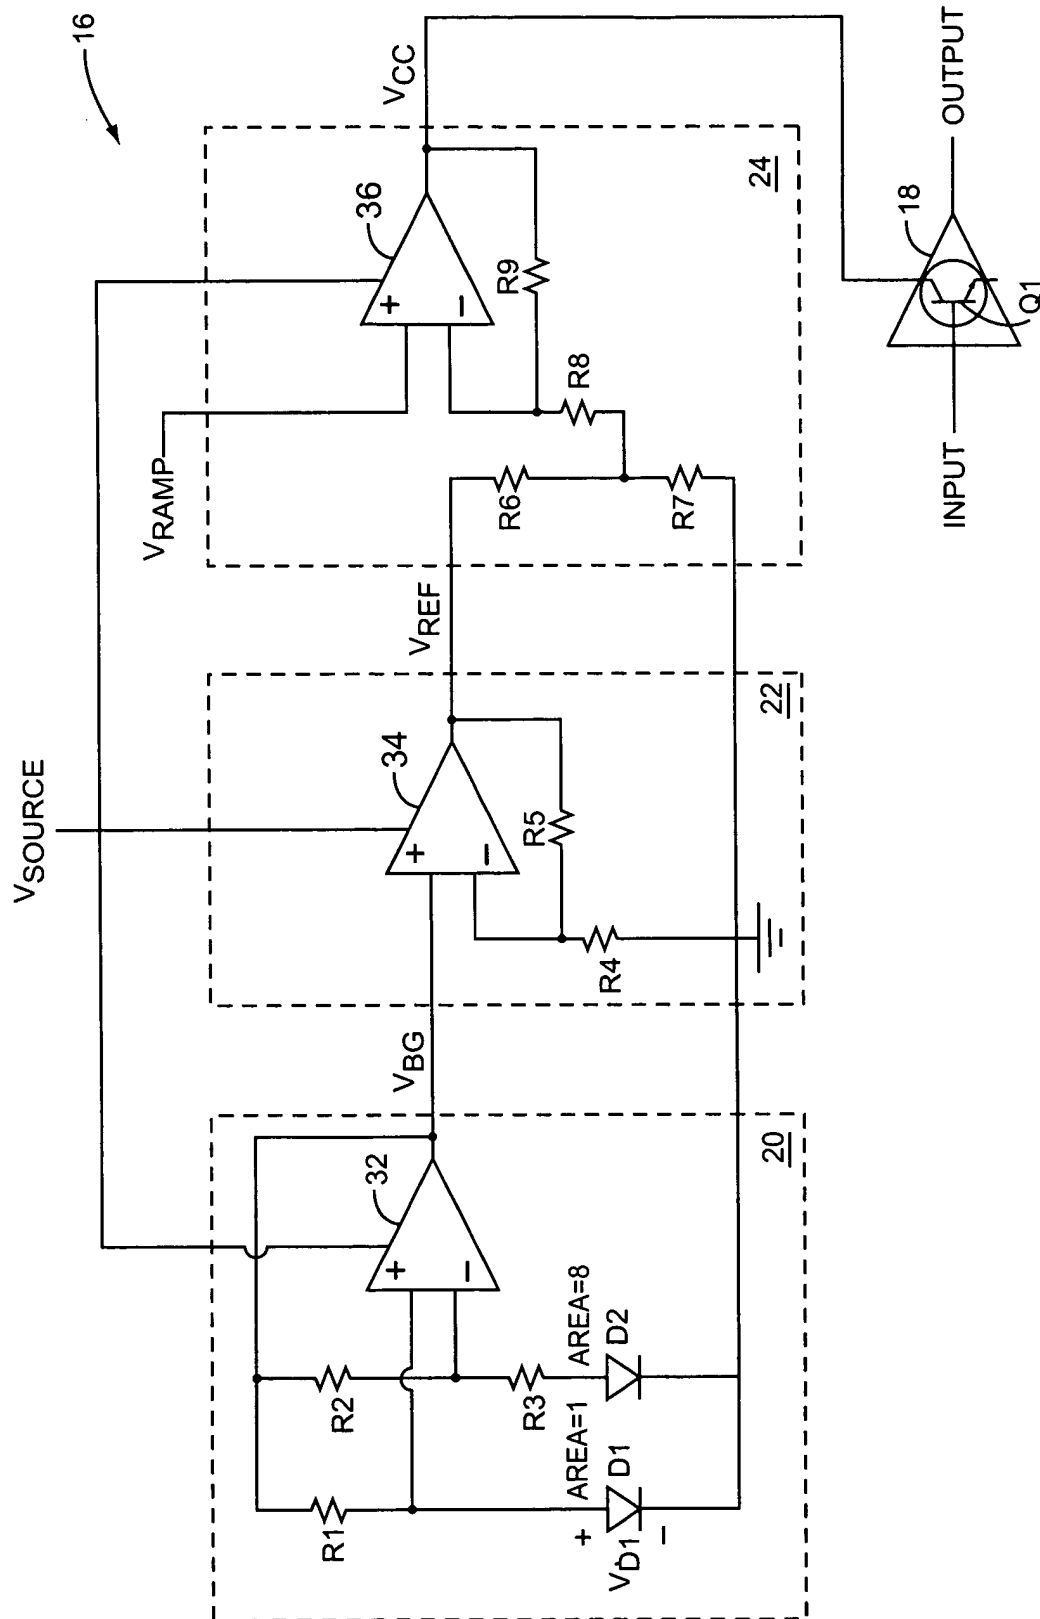 16
VSOURCE
VRAMP
VCC
36
+
−
R9
R8
R6
R7
24
VREF
34
+
−
R5
R4
22
VBG
32
+
−
R2
R1
R3
AREA=8
D2
AREA=1
D1
+
VD1
−
20
INPUT
18
Q1
OUTPUT